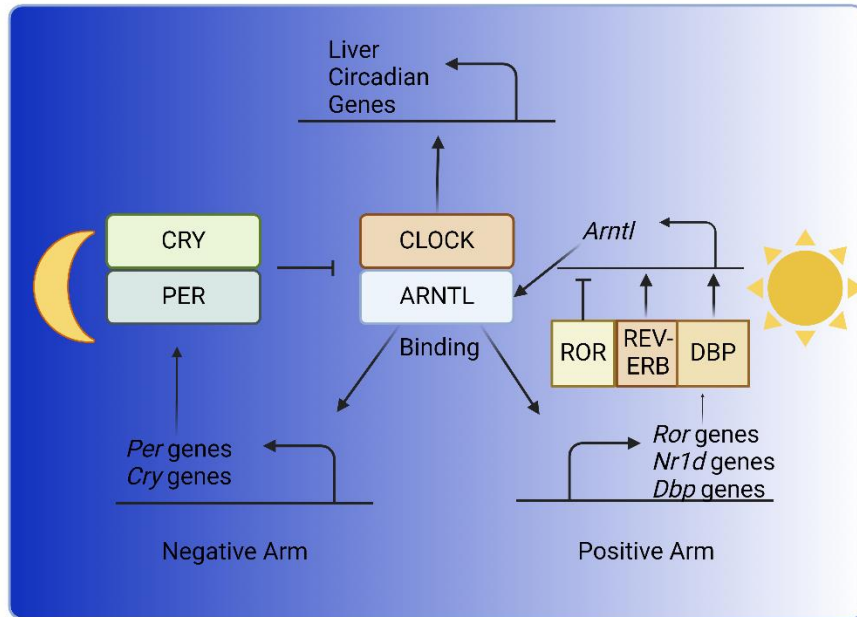 Liver
Circadian
Genes
CRY
PER
CLOCK
ARNTL
Binding
Arntl
ROR
REV-
ERB
DBP
Per genes
Cry genes
Ror genes
Nr1d genes
Dbp genes
Negative Arm
Positive Arm